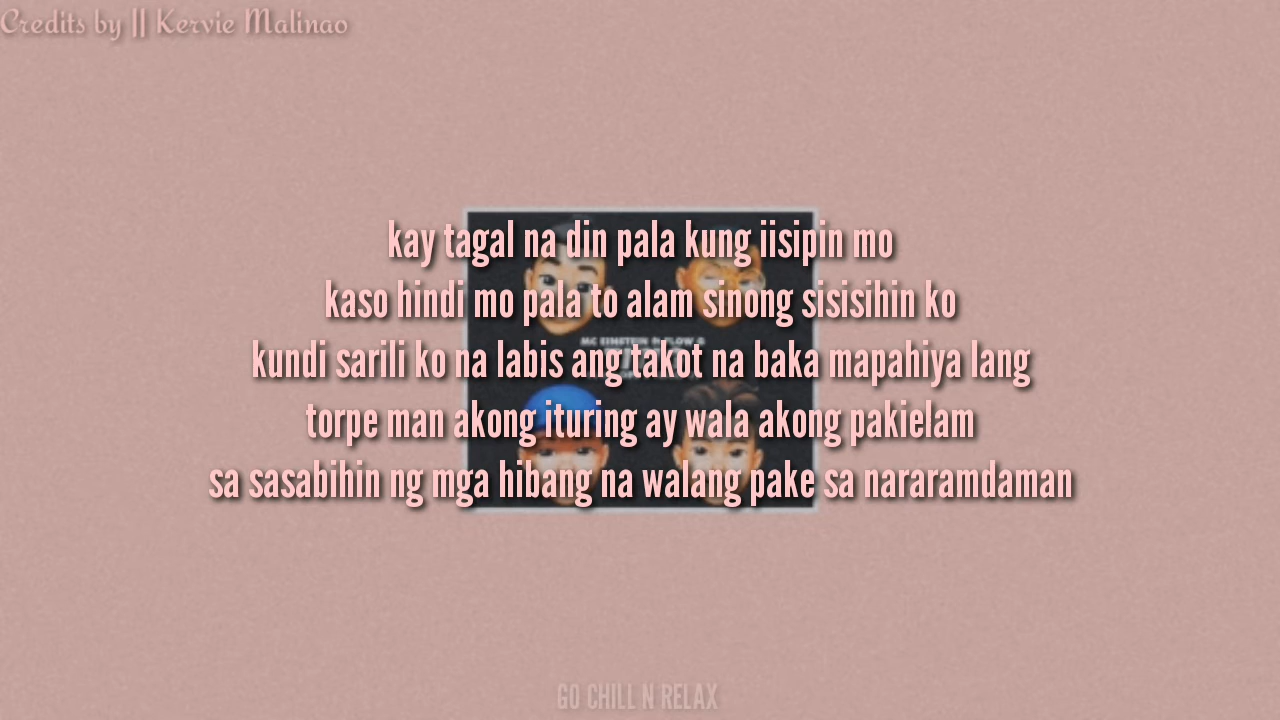 Credits by || Kervie Malinao
kay tagal na din pala kung iisipin mo
kaso hindi mo pala to alam sinong sisisihin ko
kundi sarili ko na labis ang takot na baka mapahiya lang
torpe man akong ituring ay wala akong pakielam
sa sasabihin ng mga hibang na walang pake sa nararamdaman
GO CHILL N RELAX